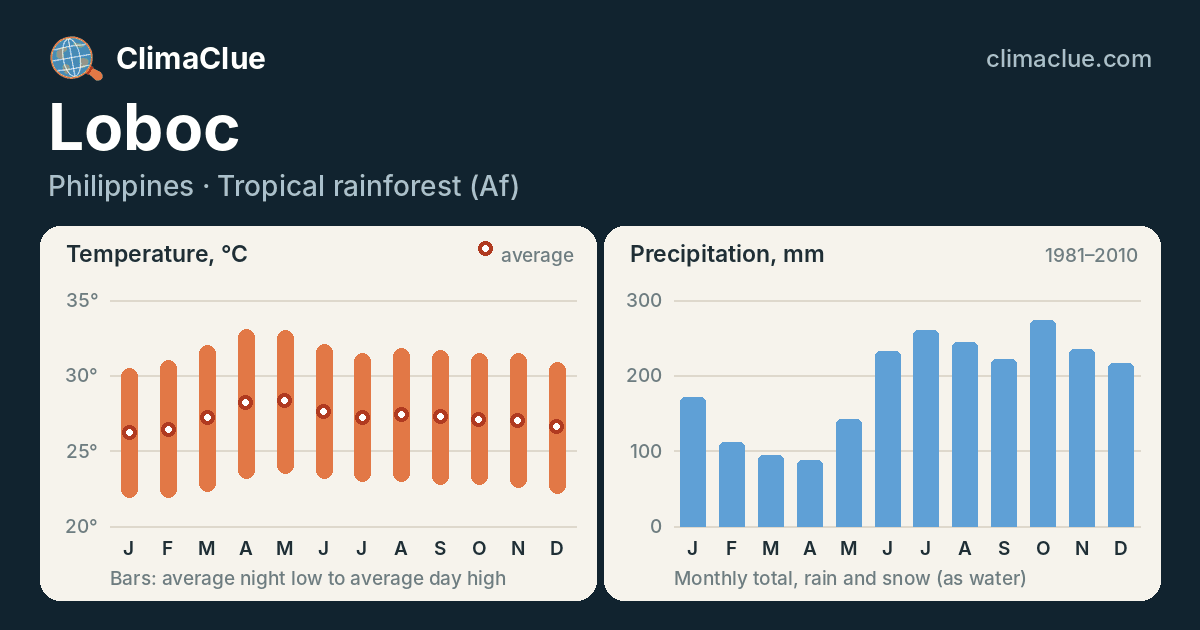 ClimaClue
climaclue.com
Loboc
Philippines · Tropical rainforest (Af)
Temperature, °C
average
35°
30°
25°
20°
J F M A M J J A S O N D
Bars: average night low to average day high
Precipitation, mm
1981–2010
300
200
100
0
J F M A M J J A S O N D
Monthly total, rain and snow (as water)